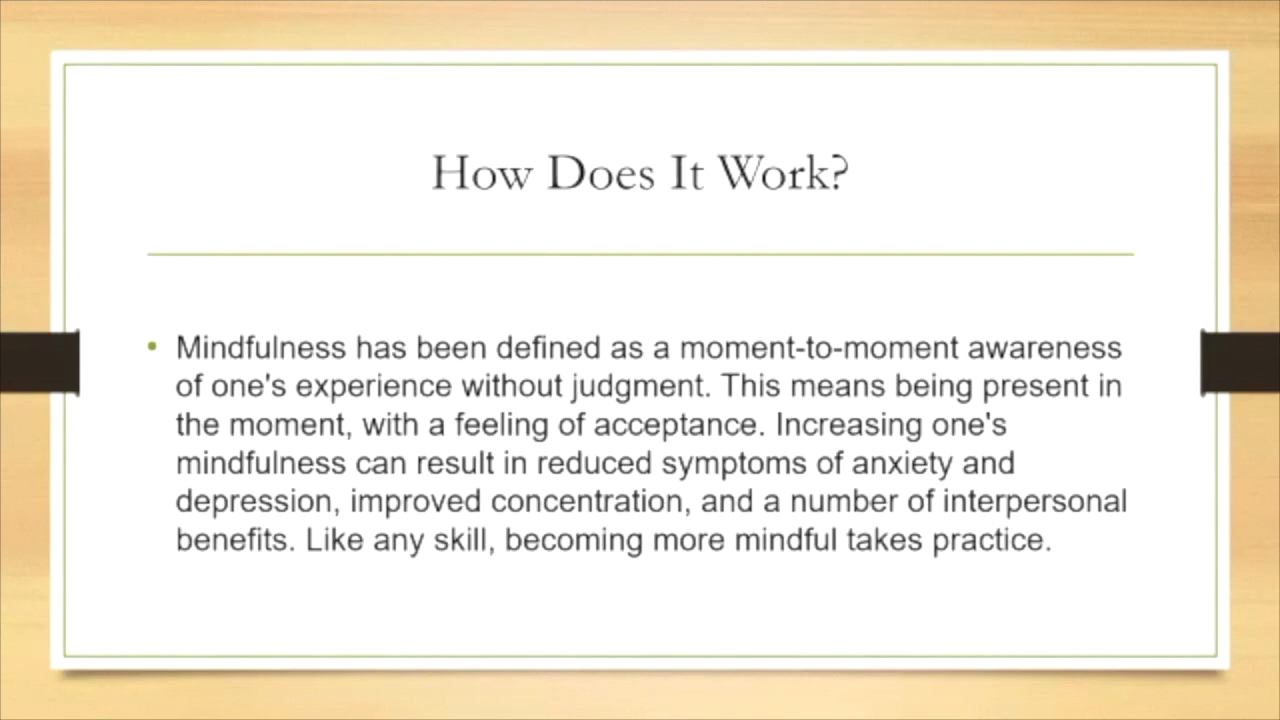 How Does It Work?
• Mindfulness has been defined as a moment-to-moment awareness
of one's experience without judgment. This means being present in
the moment, with a feeling of acceptance. Increasing one's
mindfulness can result in reduced symptoms of anxiety and
depression, improved concentration, and a number of interpersonal
benefits. Like any skill, becoming more mindful takes practice.